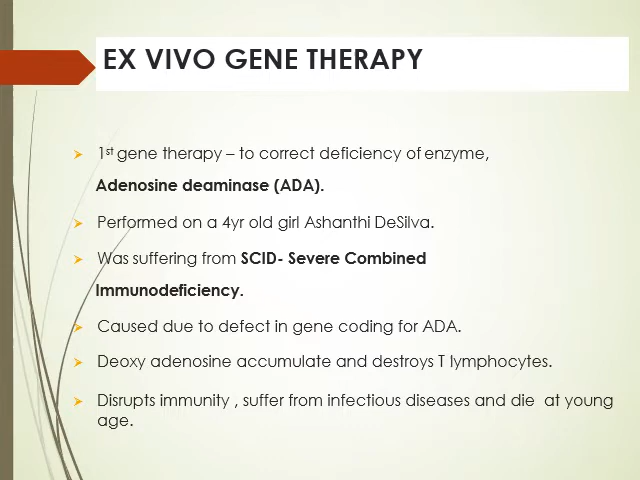 EX VIVO GENE THERAPY
➢ 1st gene therapy – to correct deficiency of enzyme,
Adenosine deaminase (ADA).
➢ Performed on a 4yr old girl Ashanthi DeSilva.
➢ Was suffering from SCID- Severe Combined
Immunodeficiency.
➢ Caused due to defect in gene coding for ADA.
➢ Deoxy adenosine accumulate and destroys T lymphocytes.
➢ Disrupts immunity , suffer from infectious diseases and die at young
age.